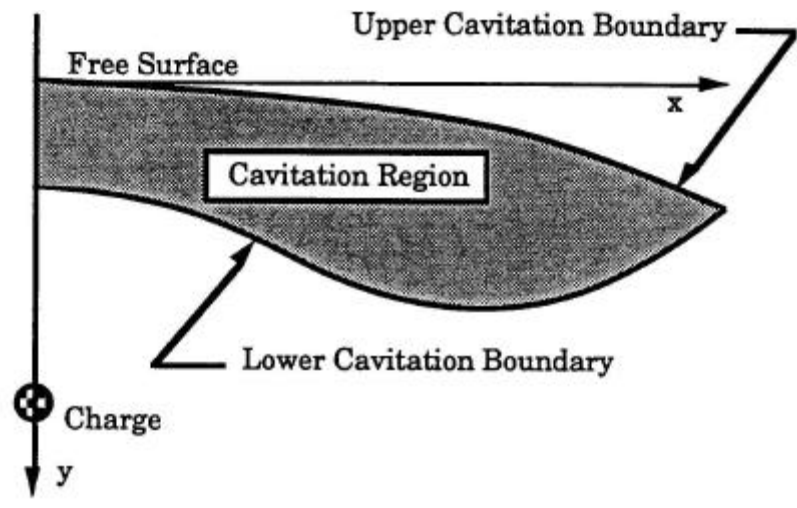 Upper Cavitation Boundary
Free Surface
x
Cavitation Region
Lower Cavitation Boundary
Charge
y